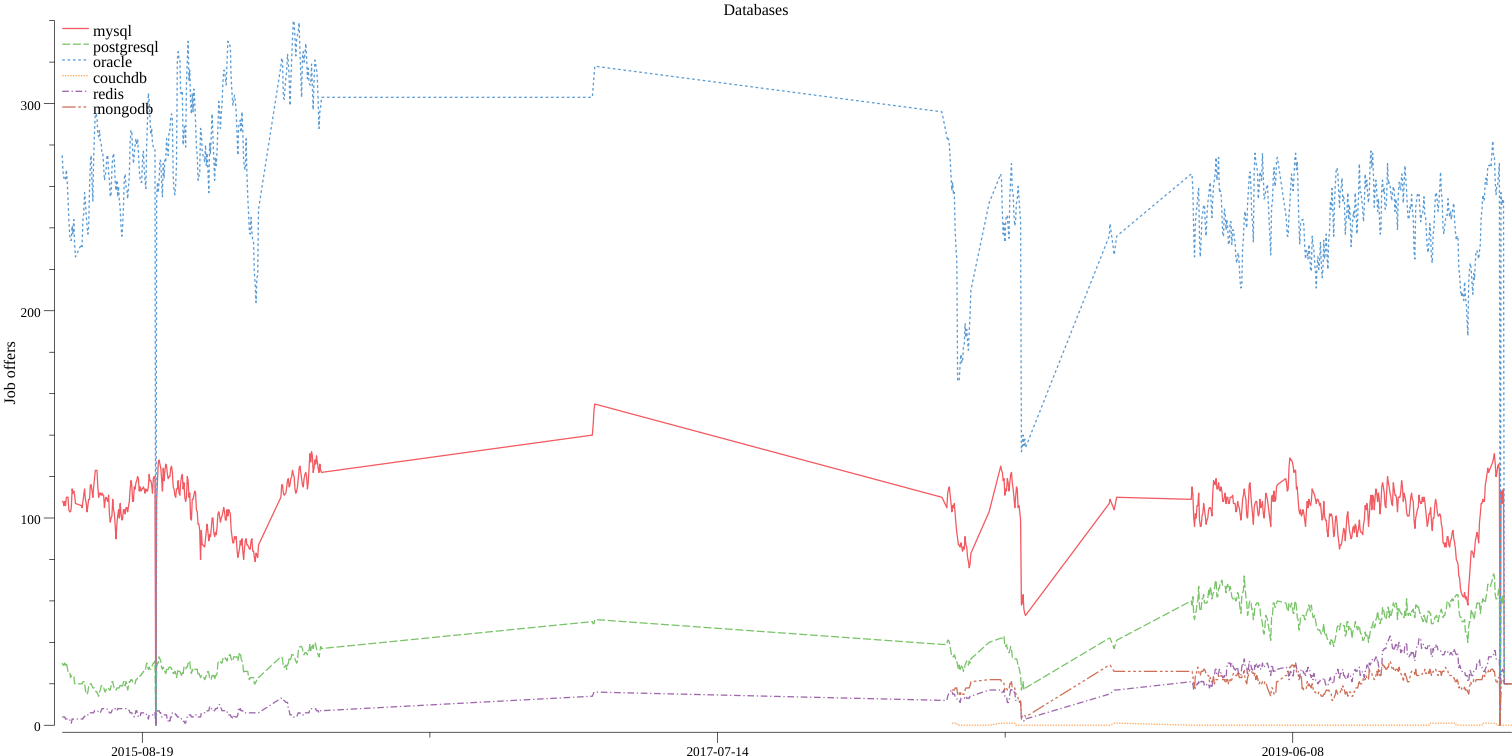 Databases
mysql
postgresql
oracle
couchdb
redis
mongodb
300
200
100
0
Job offers
2015-08-19
2017-07-14
2019-06-08